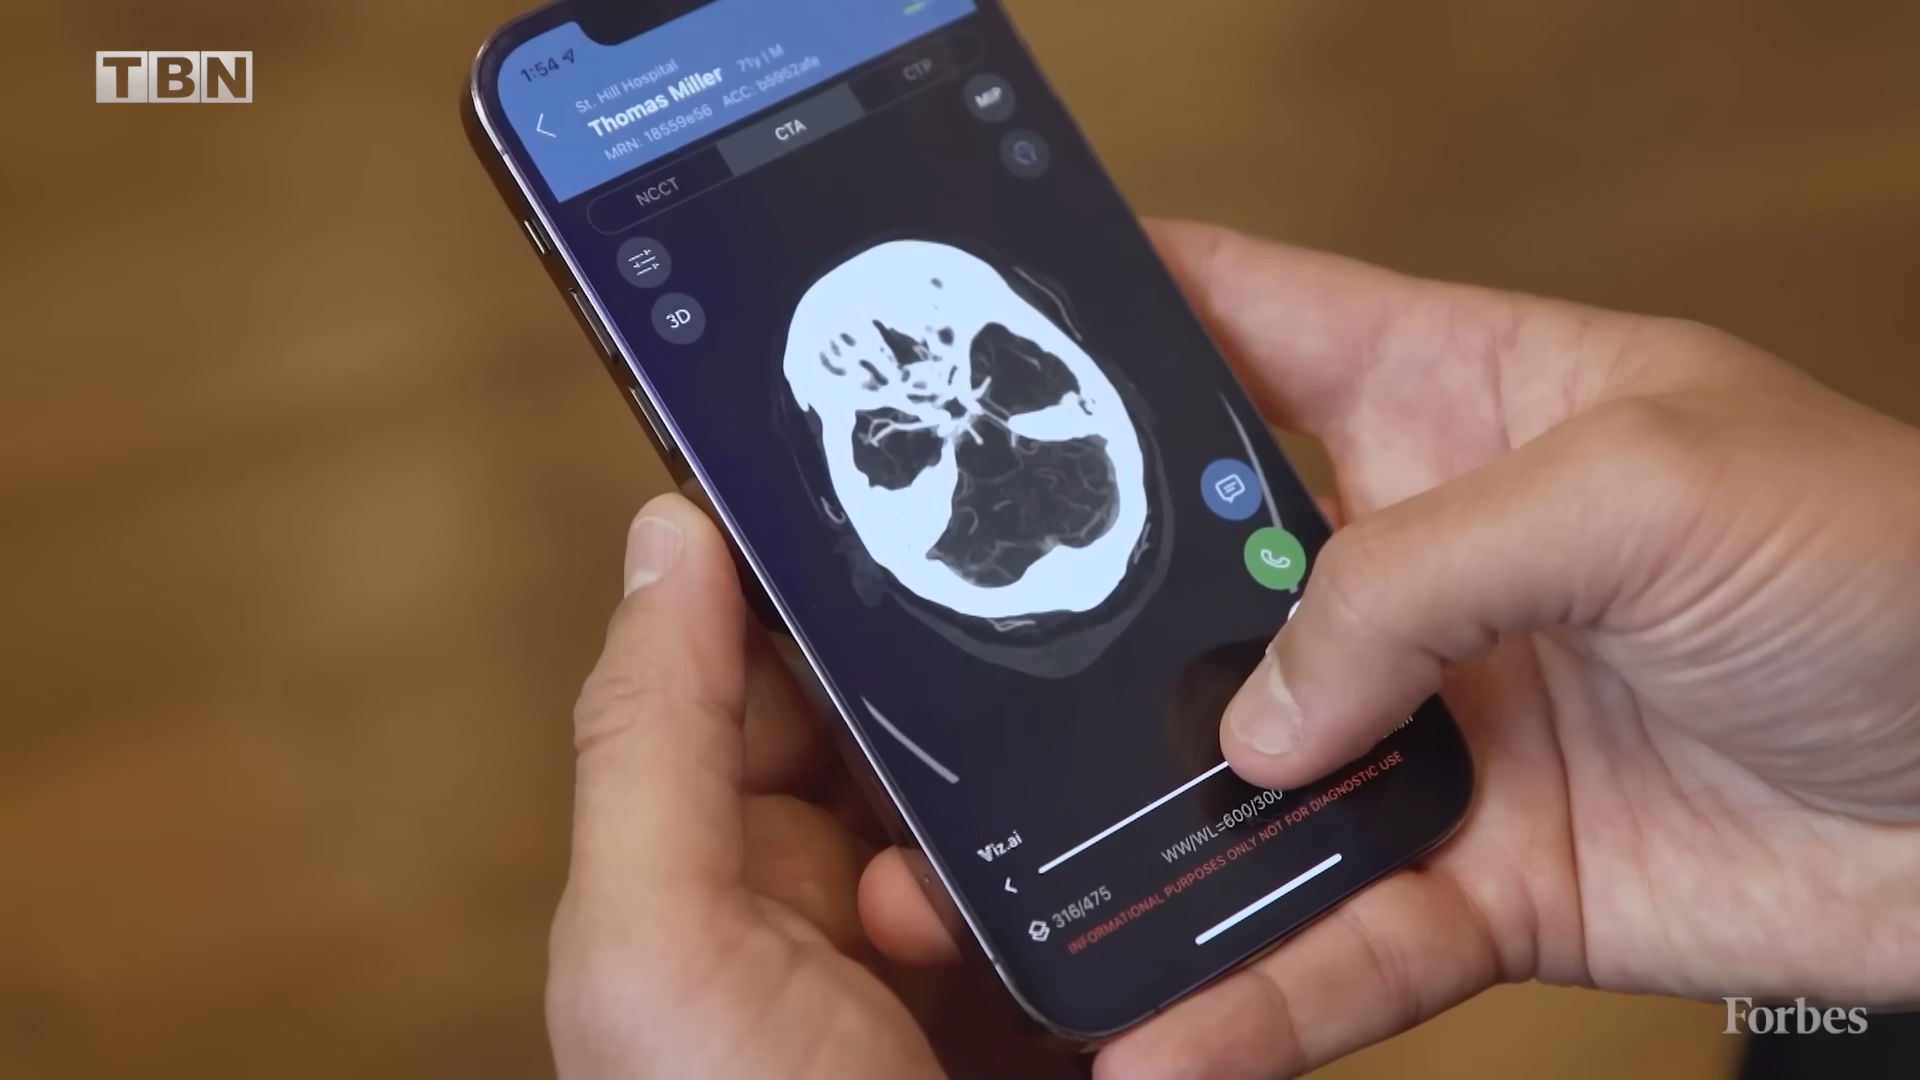 TBN
1:54
St. Hill Hospital
Thomas Miller 71y | M
MRN: 18559e56 ACC: b5952afe
NCCT CTA CTP
MIP
3D
Viz.ai
WW/WL=600/300
316/475
INFORMATIONAL PURPOSES ONLY NOT FOR DIAGNOSTIC USE
Forbes